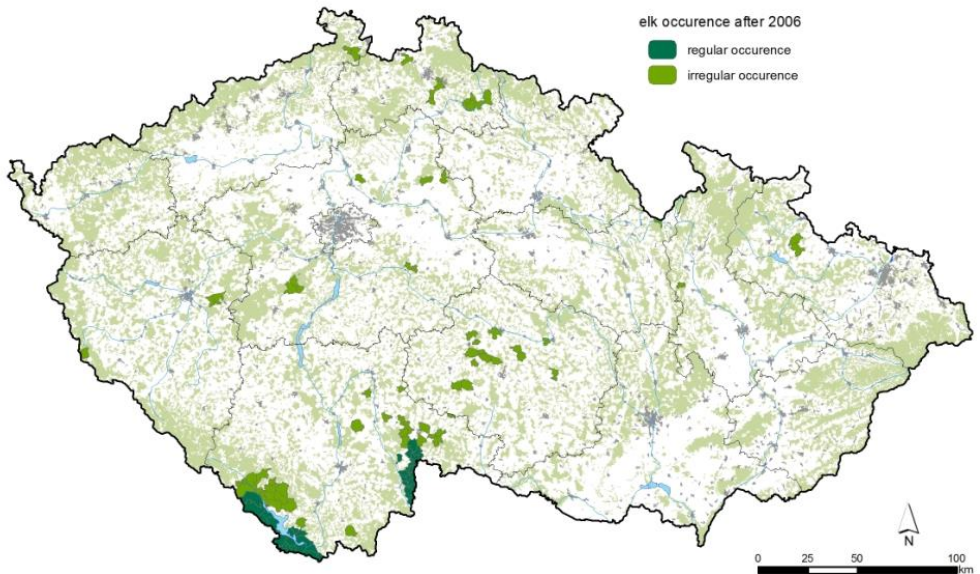 elk occurence after 2006
regular occurence
irregular occurence
N
0 25 50 100
km